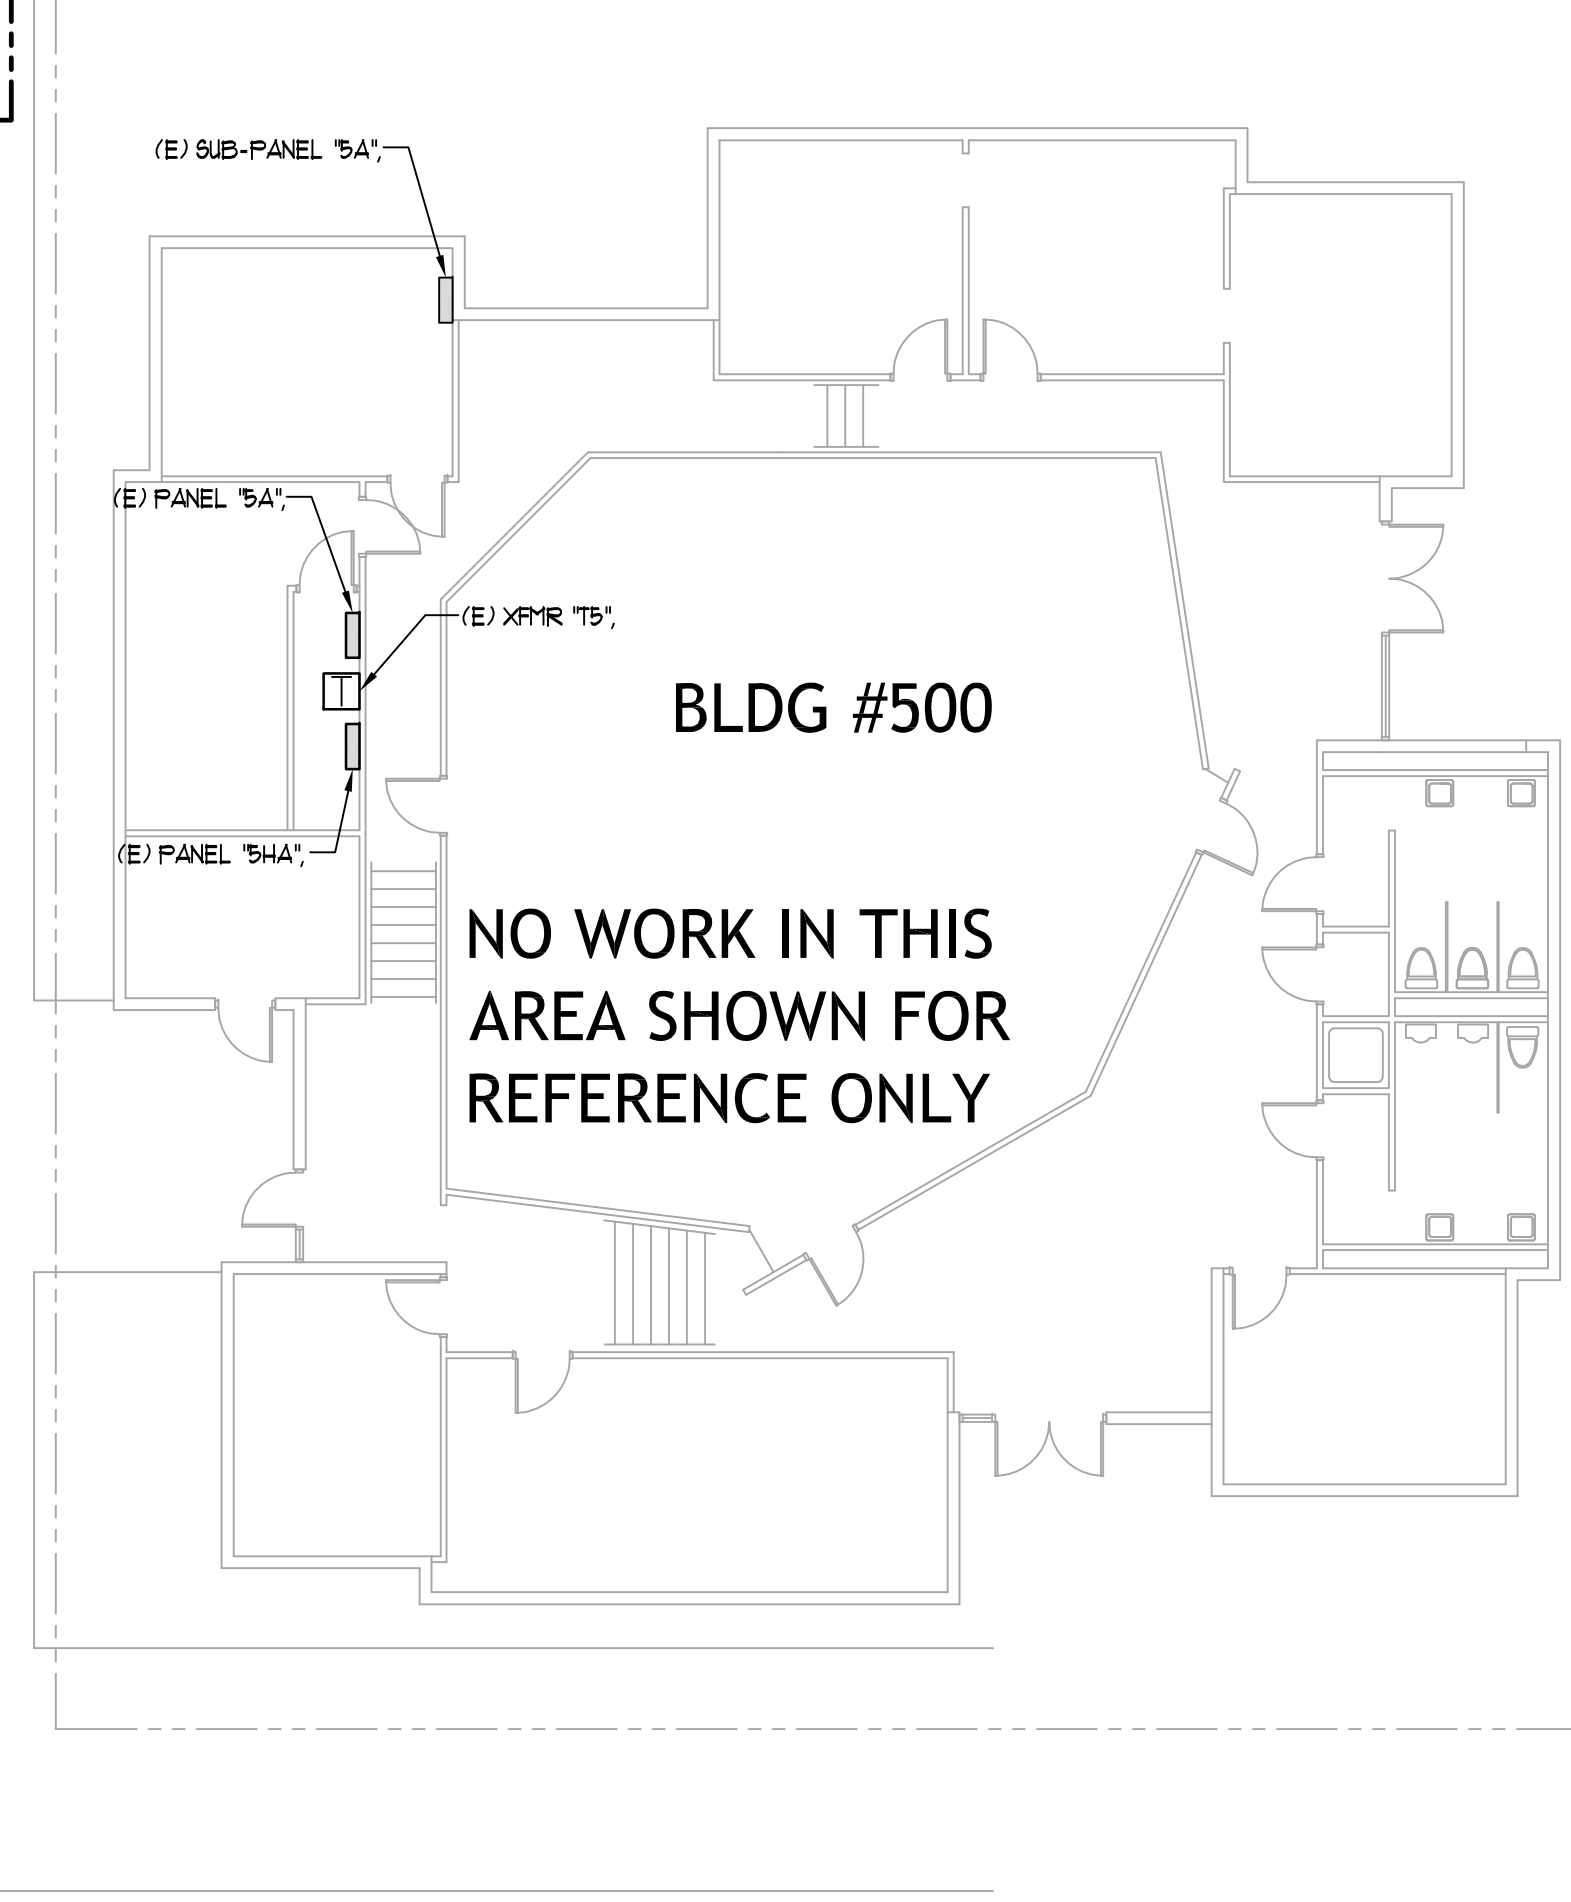 (E) SUB-PANEL "5A",
(E) PANEL "5A",
(E) XFMR "T5",
T
BLDG #500
(E) PANEL "5HA",
NO WORK IN THIS
AREA SHOWN FOR
REFERENCE ONLY